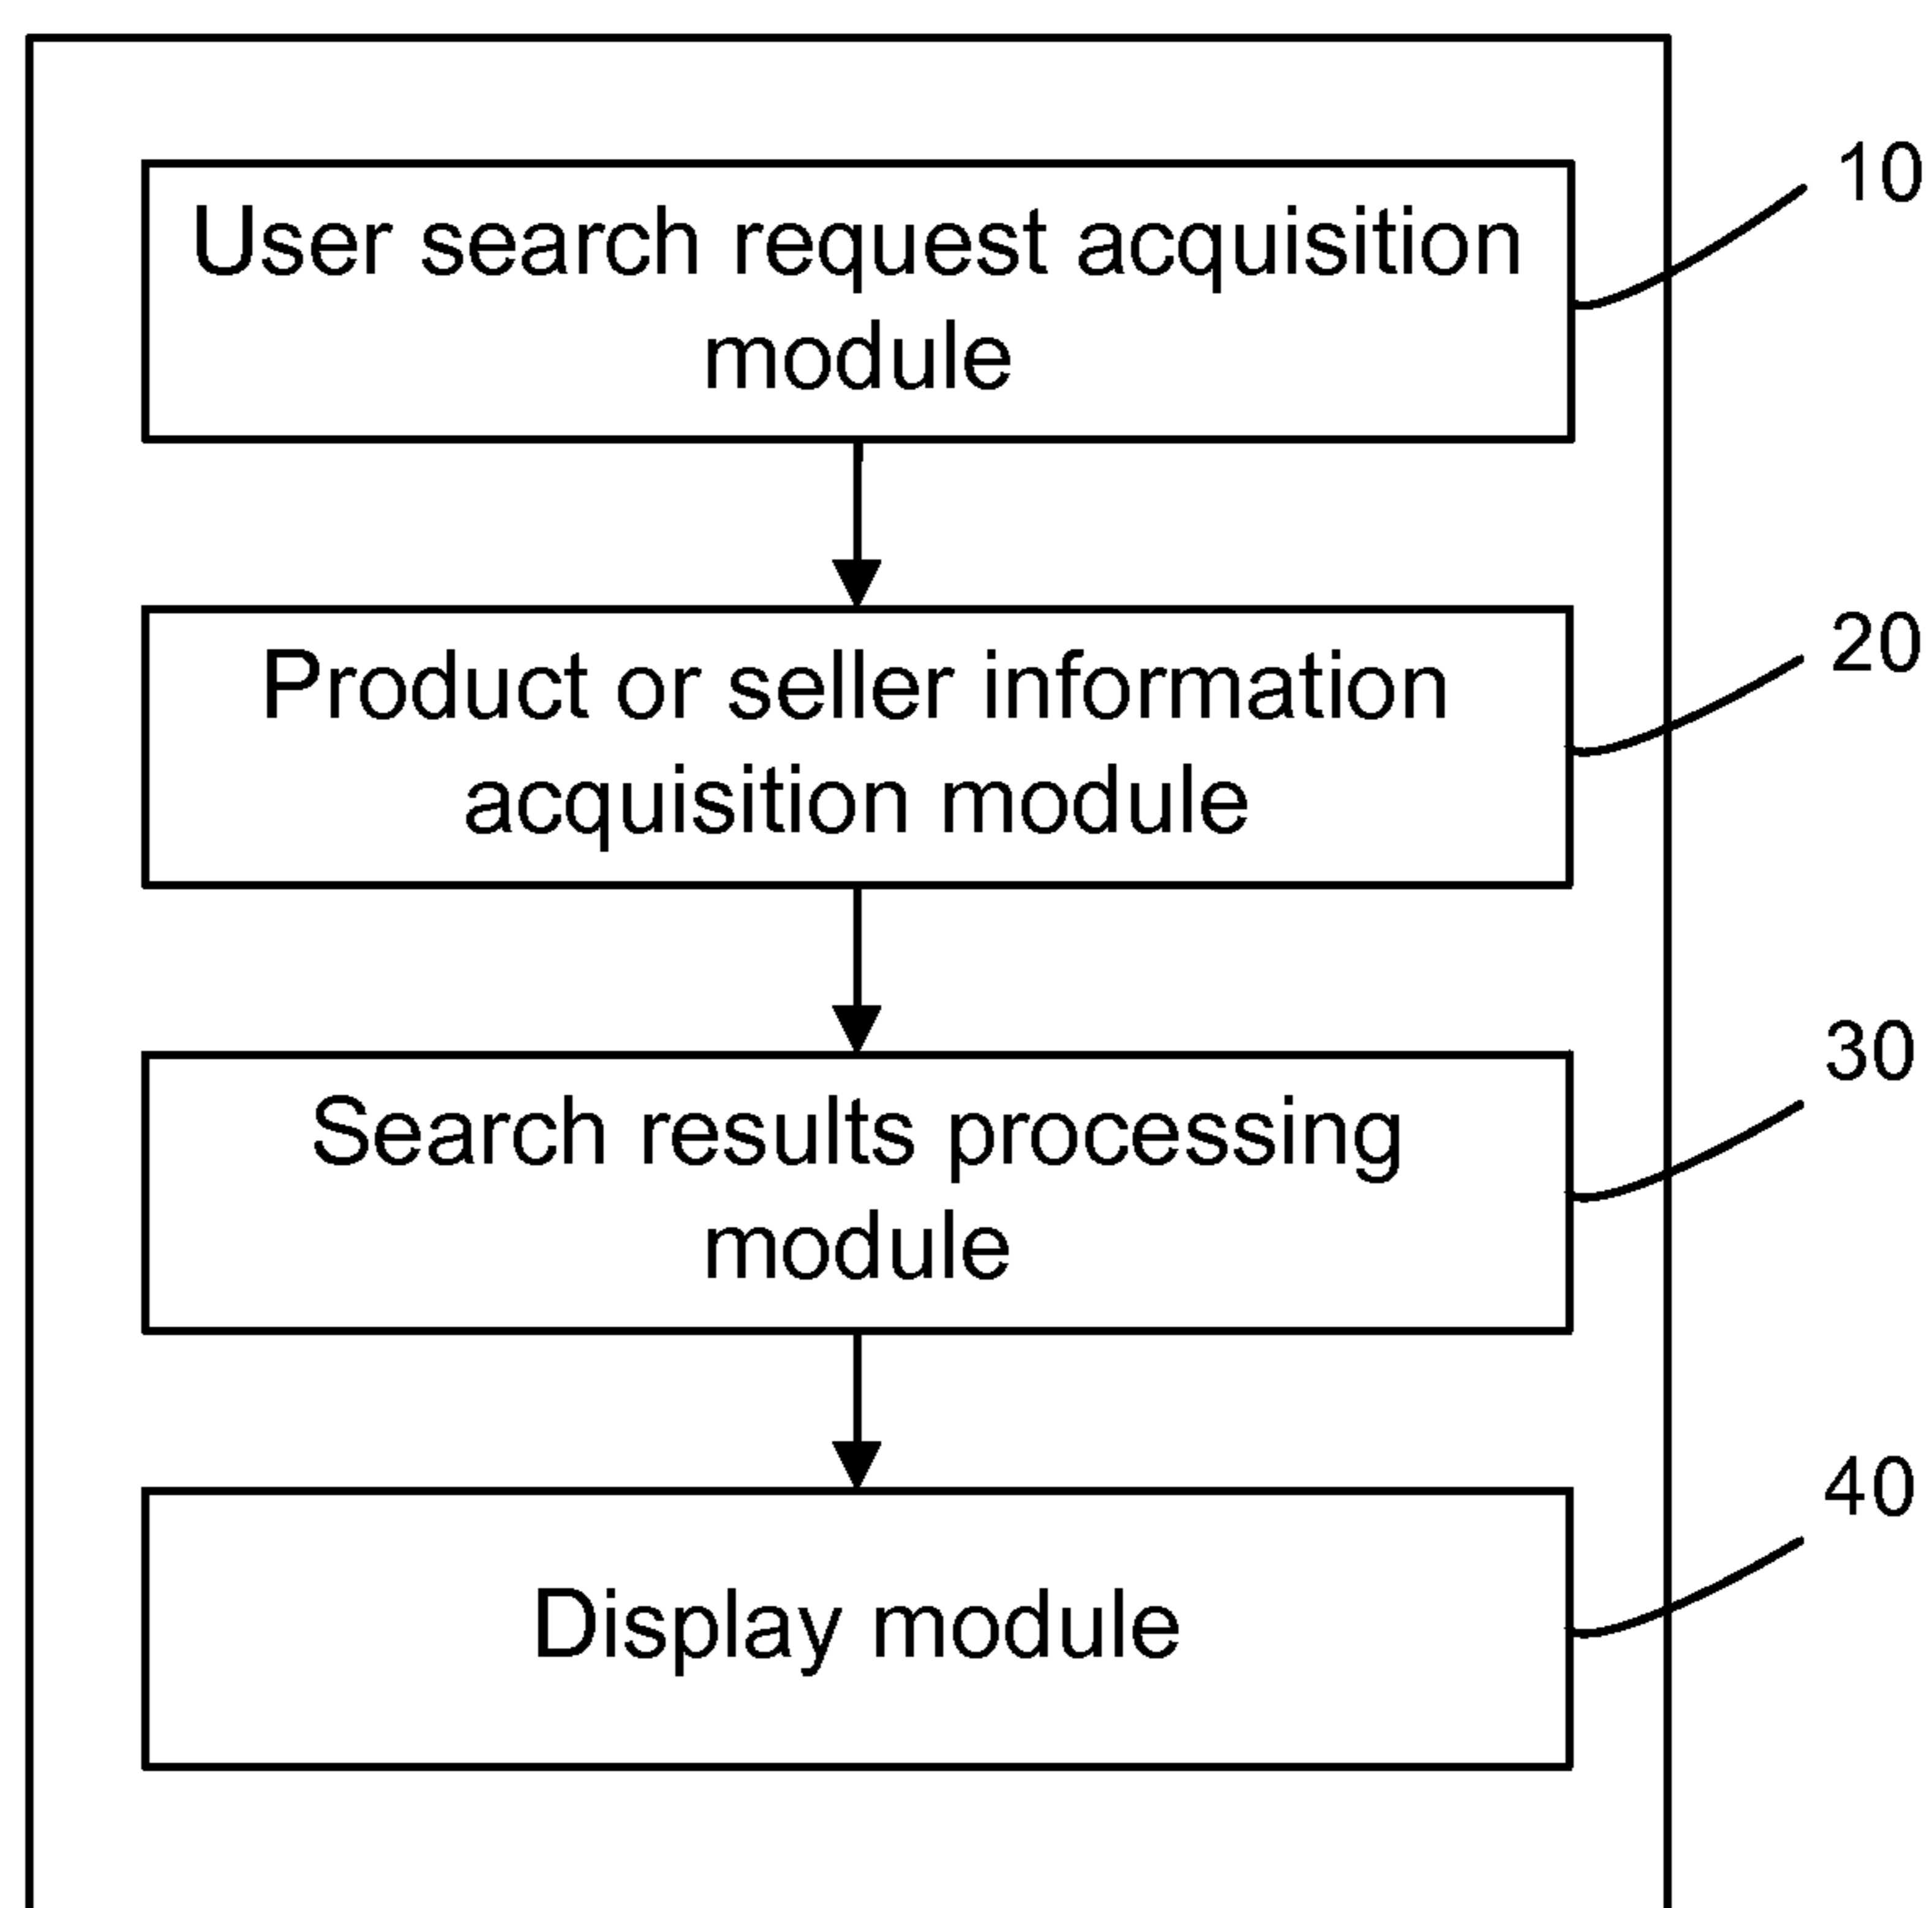 User search request acquisition
module
10
Product or seller information
acquisition module
20
Search results processing
module
30
Display module
40